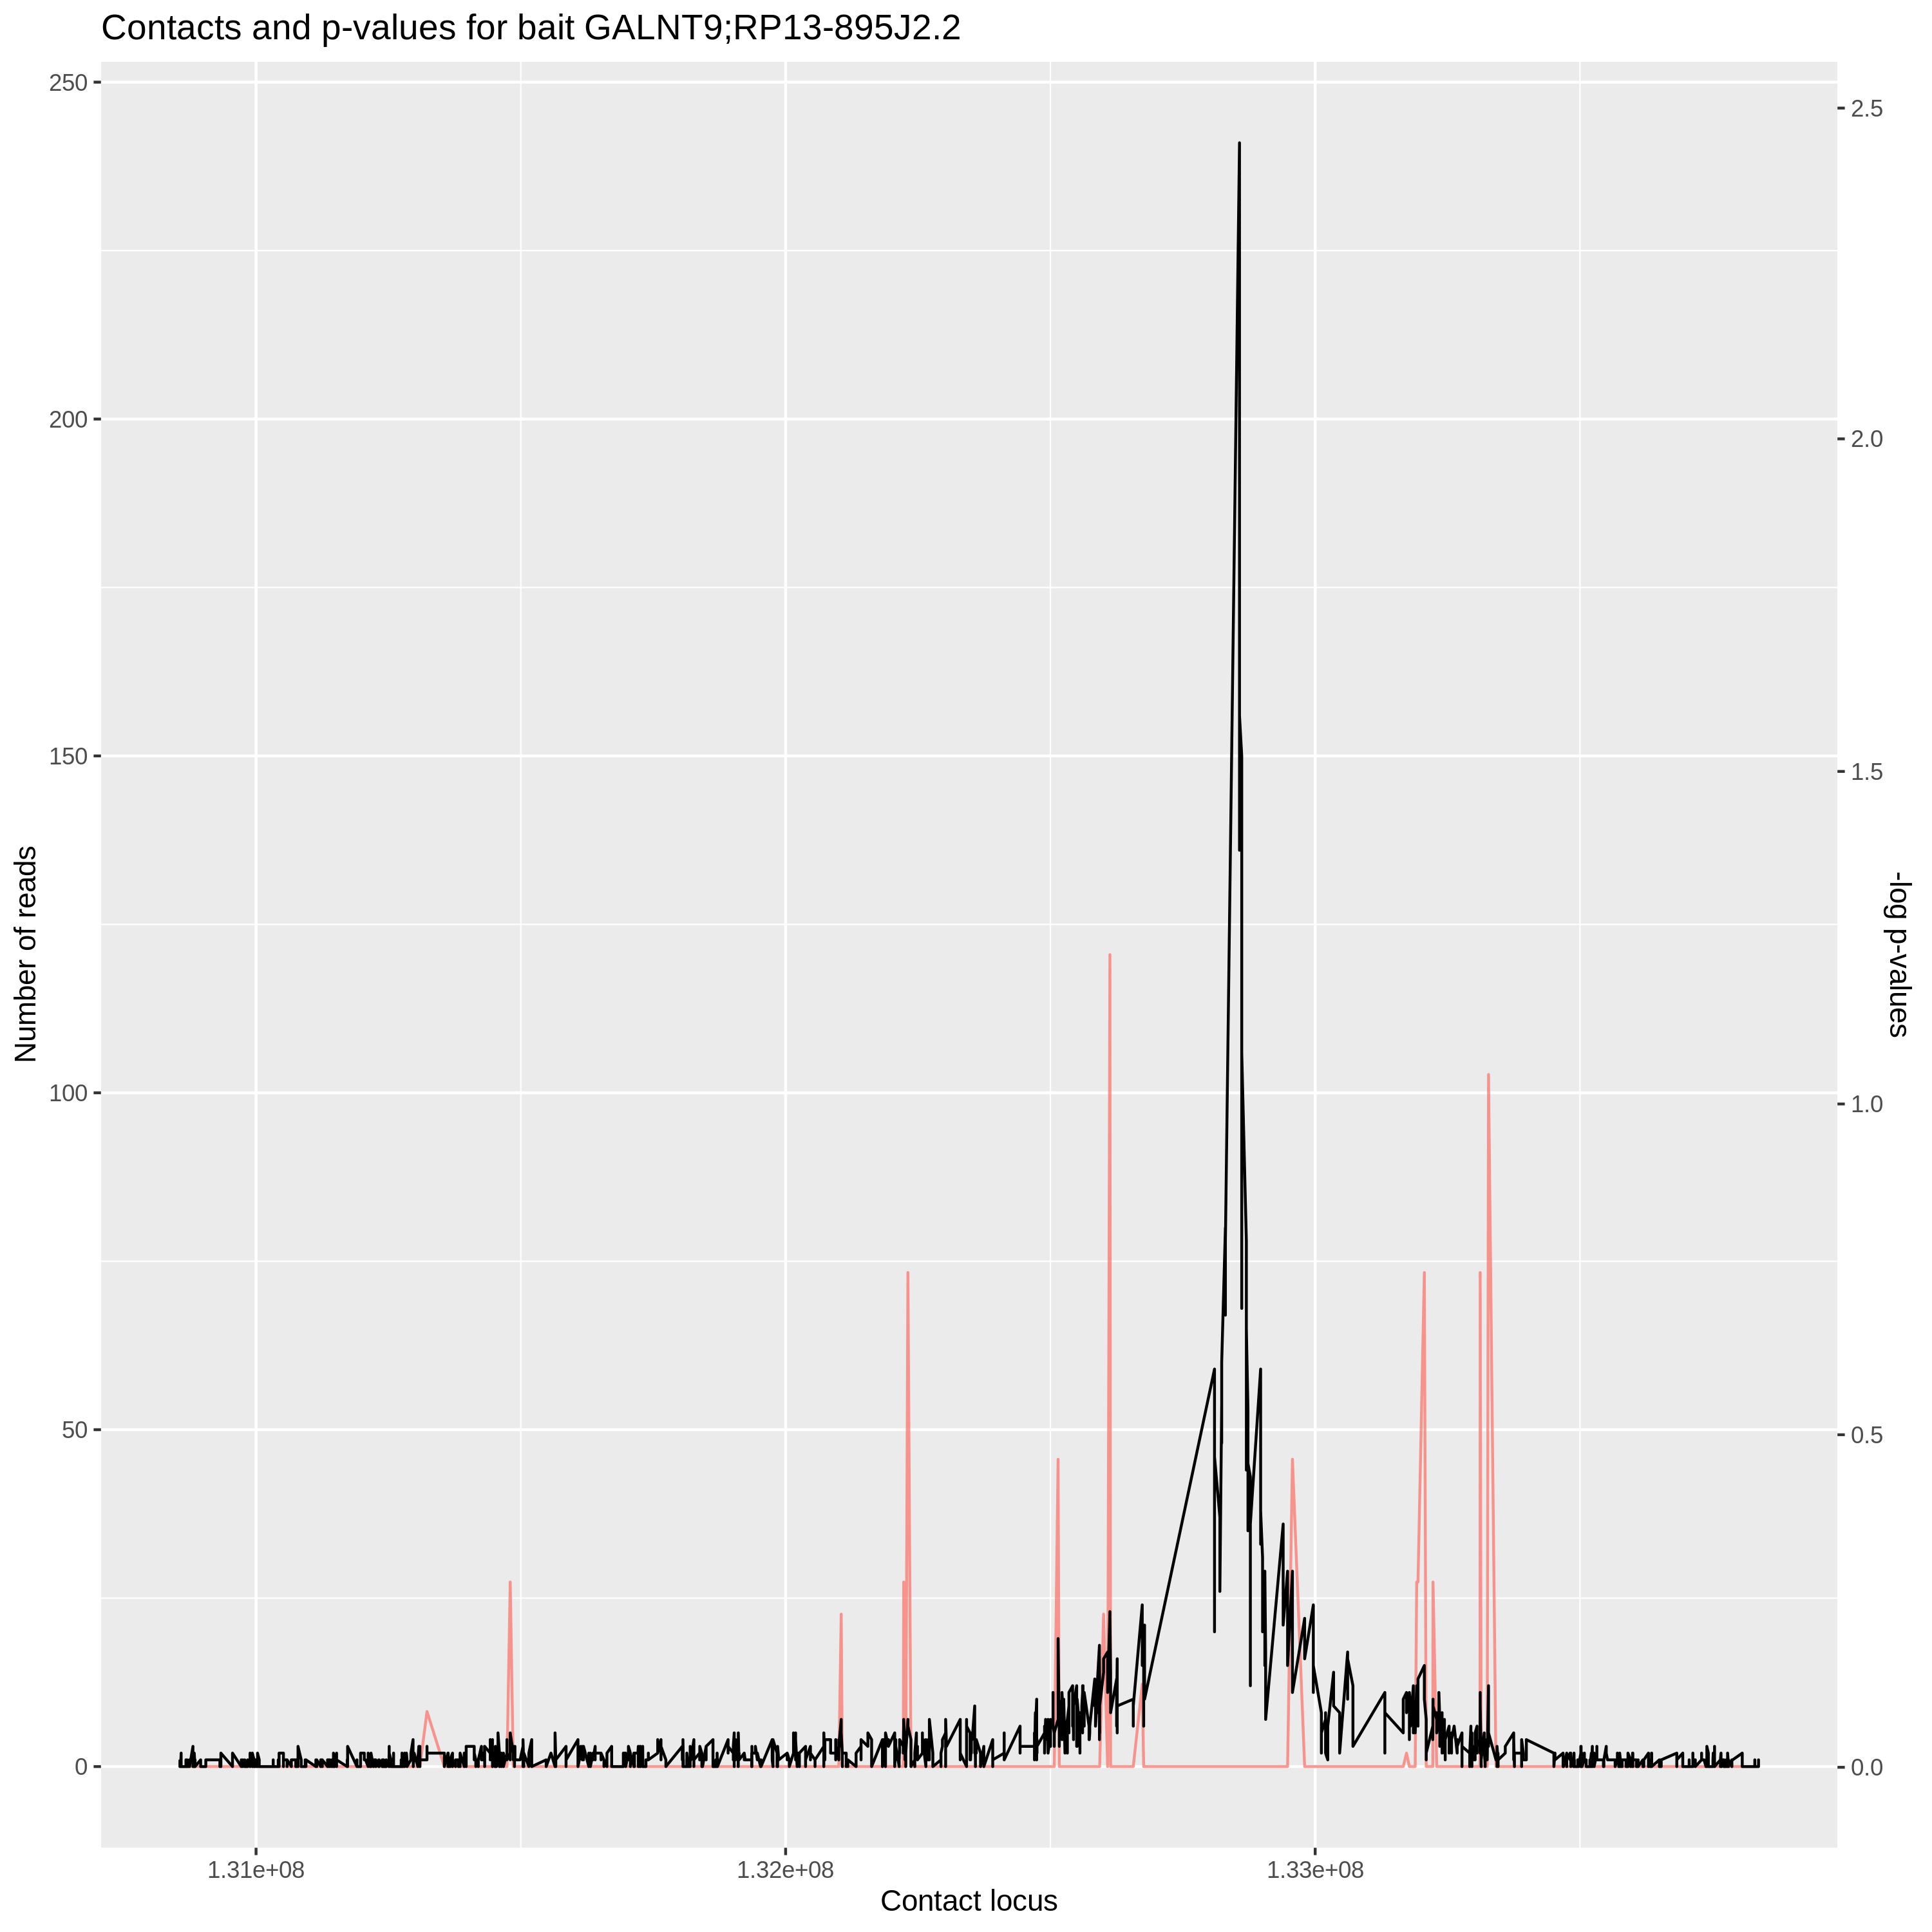 Contacts and p-values for bait GALNT9;RP13-895J2.2
250
200
150
100
50
0
Number of reads
2.5
2.0
1.5
1.0
0.5
0.0
-log p-values
1.31e+08 1.32e+08 1.33e+08
Contact locus